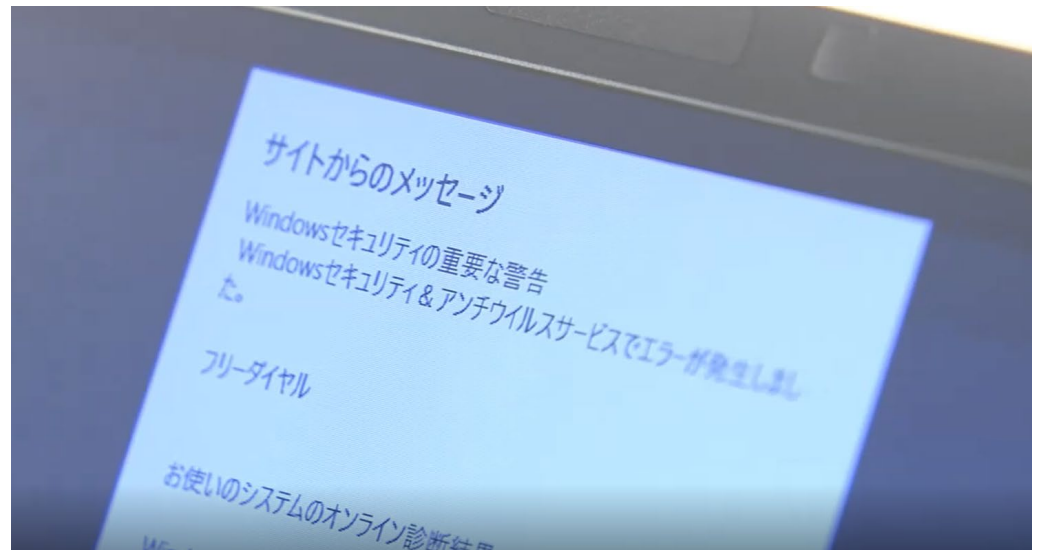 サイトからのメッセージ
Windowsセキュリティの重要な警告
Windowsセキュリティ&アンチウイルスサービスでエラーが発生しまし
た。
フリーダイヤル
お使いのシステムのオンライン診断結果